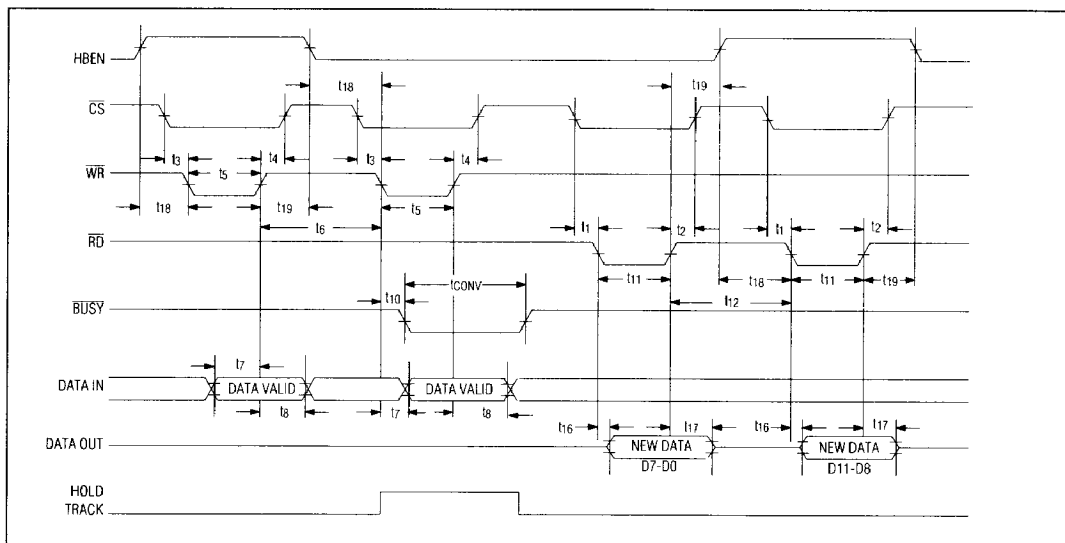 HBEN
t18 t19
CS
t3 t4 t3 t4
t5
WR
t18 t19 t5 t1 t2 t1 t2
t6
RD
t11 t18 t11 t19
tCONV t12
t10
BUSY
t7
DATA IN DATA VALID DATA VALID
t8 t7 t8
t16 t17 t16 t17
DATA OUT NEW DATA NEW DATA
D7-D0 D11-D8
HOLD
TRACK